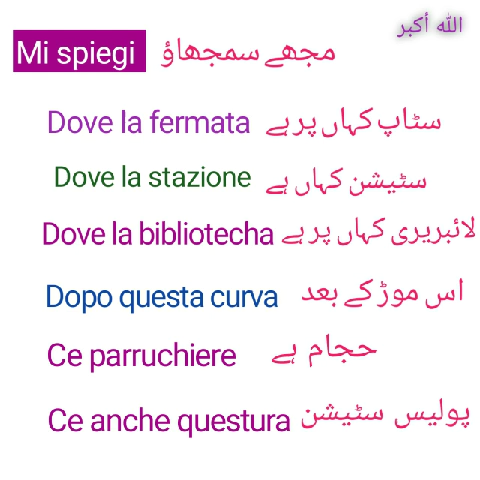 الله أكبر
Mi spiegi مجھے سمجھاؤ
Dove la fermata سٹاپ کہاں پر ہے
Dove la stazione سٹیشن کہاں ہے
Dove la bibliotecha لائبریری کہاں پر ہے
Dopo questa curva اس موڑ کے بعد
Ce parruchiere حجام ہے
Ce anche questura پولیس سٹیشن